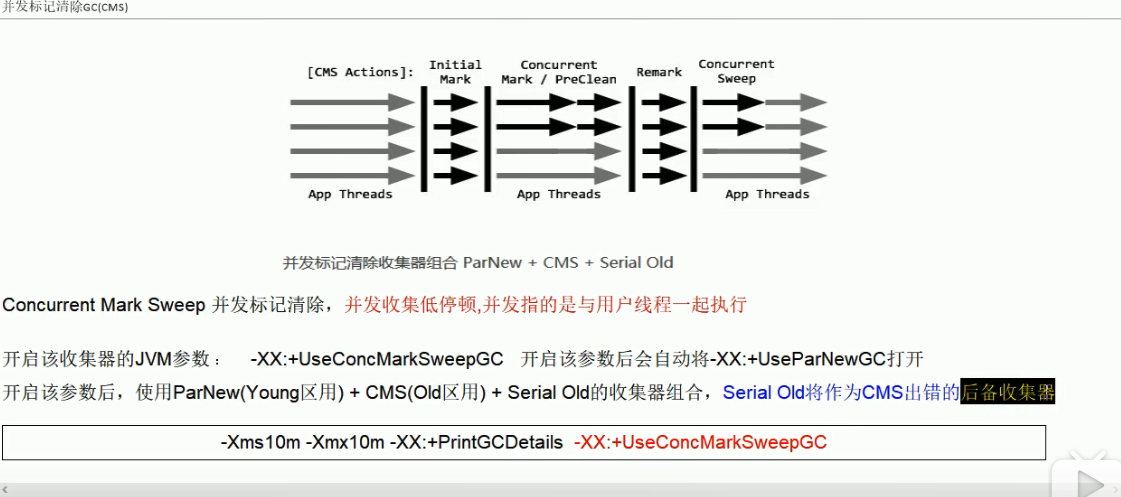 并发标记清除GC(CMS)
[CMS Actions]: Initial Mark Concurrent Mark / PreClean Remark Concurrent Sweep
App Threads App Threads App Threads
并发标记清除收集器组合 ParNew + CMS + Serial Old
Concurrent Mark Sweep 并发标记清除，并发收集低停顿,并发指的是与用户线程一起执行
开启该收集器的JVM参数： -XX:+UseConcMarkSweepGC 开启该参数后会自动将-XX:+UseParNewGC打开
开启该参数后，使用ParNew(Young区用) + CMS(Old区用) + Serial Old的收集器组合，Serial Old将作为CMS出错的后备收集器
-Xms10m -Xmx10m -XX:+PrintGCDetails -XX:+UseConcMarkSweepGC